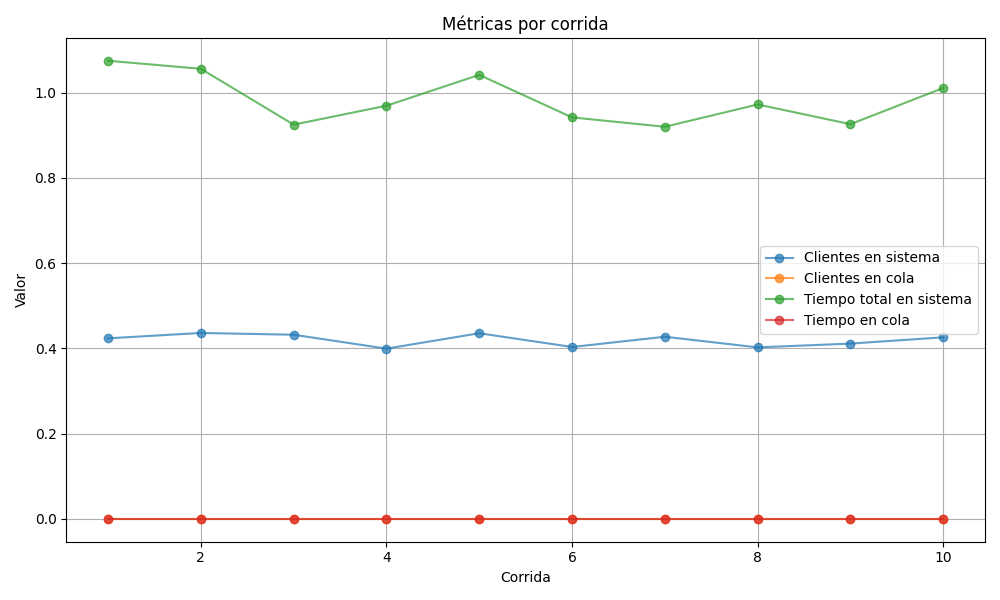 Métricas por corrida
Valor
1.0
0.8
0.6
0.4
0.2
0.0
Clientes en sistema
Clientes en cola
Tiempo total en sistema
Tiempo en cola
2 4 6 8 10
Corrida